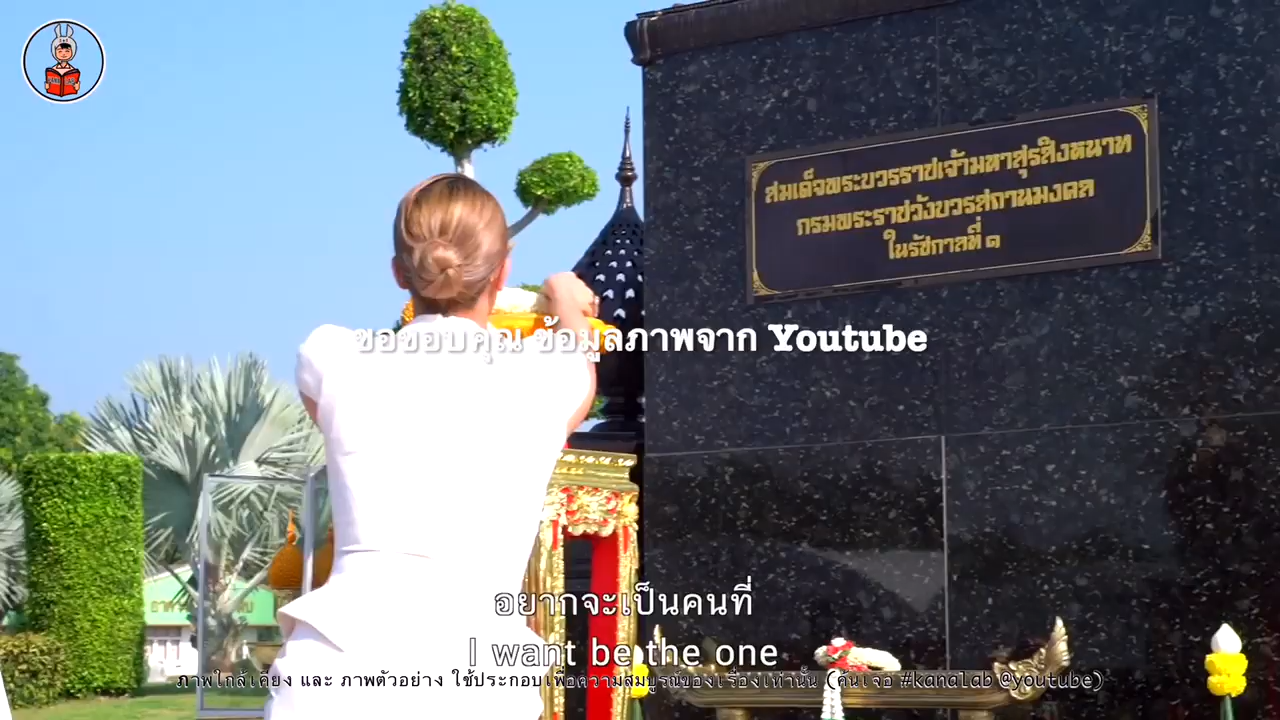 สมเด็จพระบวรราชเจ้ามหาสุรสิงหนาท
กรมพระราชวังบวรสถานมงคล
ในรัชกาลที่ ๑
ขอขอบคุณ ข้อมูลภาพจาก Youtube
อยากจะเป็นคนที่
I want be the one
ภาพใกล้เคียง และ ภาพตัวอย่าง ใช้ประกอบเพื่อความสมบูรณ์ของเรื่องเท่านั้น (ค้นเจอ #kanalab @youtube)